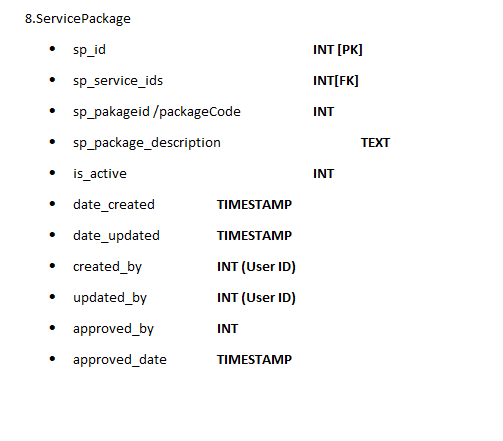 8.ServicePackage
• sp_id INT [PK]
• sp_service_ids INT[FK]
• sp_pakageid /packageCode INT
• sp_package_description TEXT
• is_active INT
• date_created TIMESTAMP
• date_updated TIMESTAMP
• created_by INT (User ID)
• updated_by INT (User ID)
• approved_by INT
• approved_date TIMESTAMP